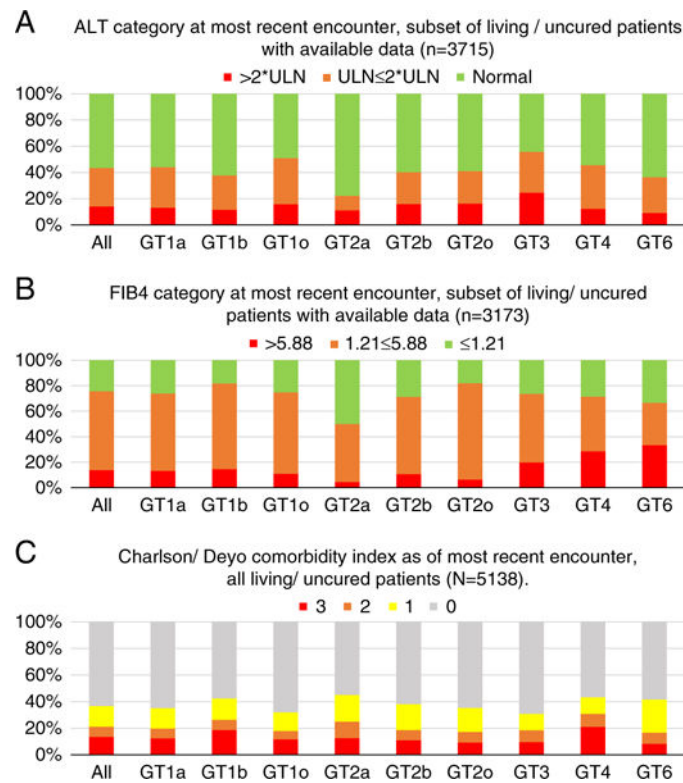 A
ALT category at most recent encounter, subset of living / uncured patients
with available data (n=3715)
>2*ULN ULN≤2*ULN Normal
100%
80%
60%
40%
20%
0%
All GT1a GT1b GT1o GT2a GT2b GT2o GT3 GT4 GT6
B
FIB4 category at most recent encounter, subset of living/ uncured
patients with available data (n=3173)
>5.88 1.21≤5.88 ≤1.21
100%
80%
60%
40%
20%
0%
All GT1a GT1b GT1o GT2a GT2b GT2o GT3 GT4 GT6
C
Charlson/ Deyo comorbidity index as of most recent encounter,
all living/ uncured patients (N=5138).
3 2 1 0
100%
80%
60%
40%
20%
0%
All GT1a GT1b GT1o GT2a GT2b GT2o GT3 GT4 GT6